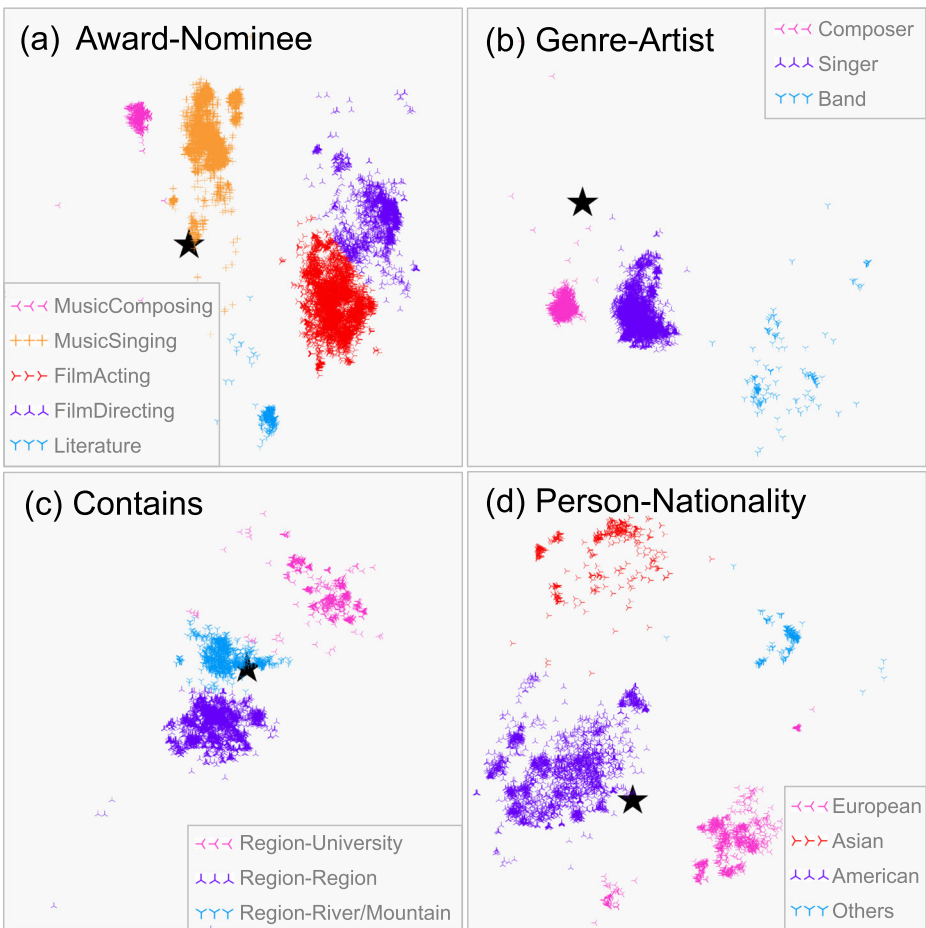 (a) Award-Nominee
MusicComposing
MusicSinging
FilmActing
FilmDirecting
Literature
(b) Genre-Artist
Composer
Singer
Band
(c) Contains
Region-University
Region-Region
Region-River/Mountain
(d) Person-Nationality
European
Asian
American
Others